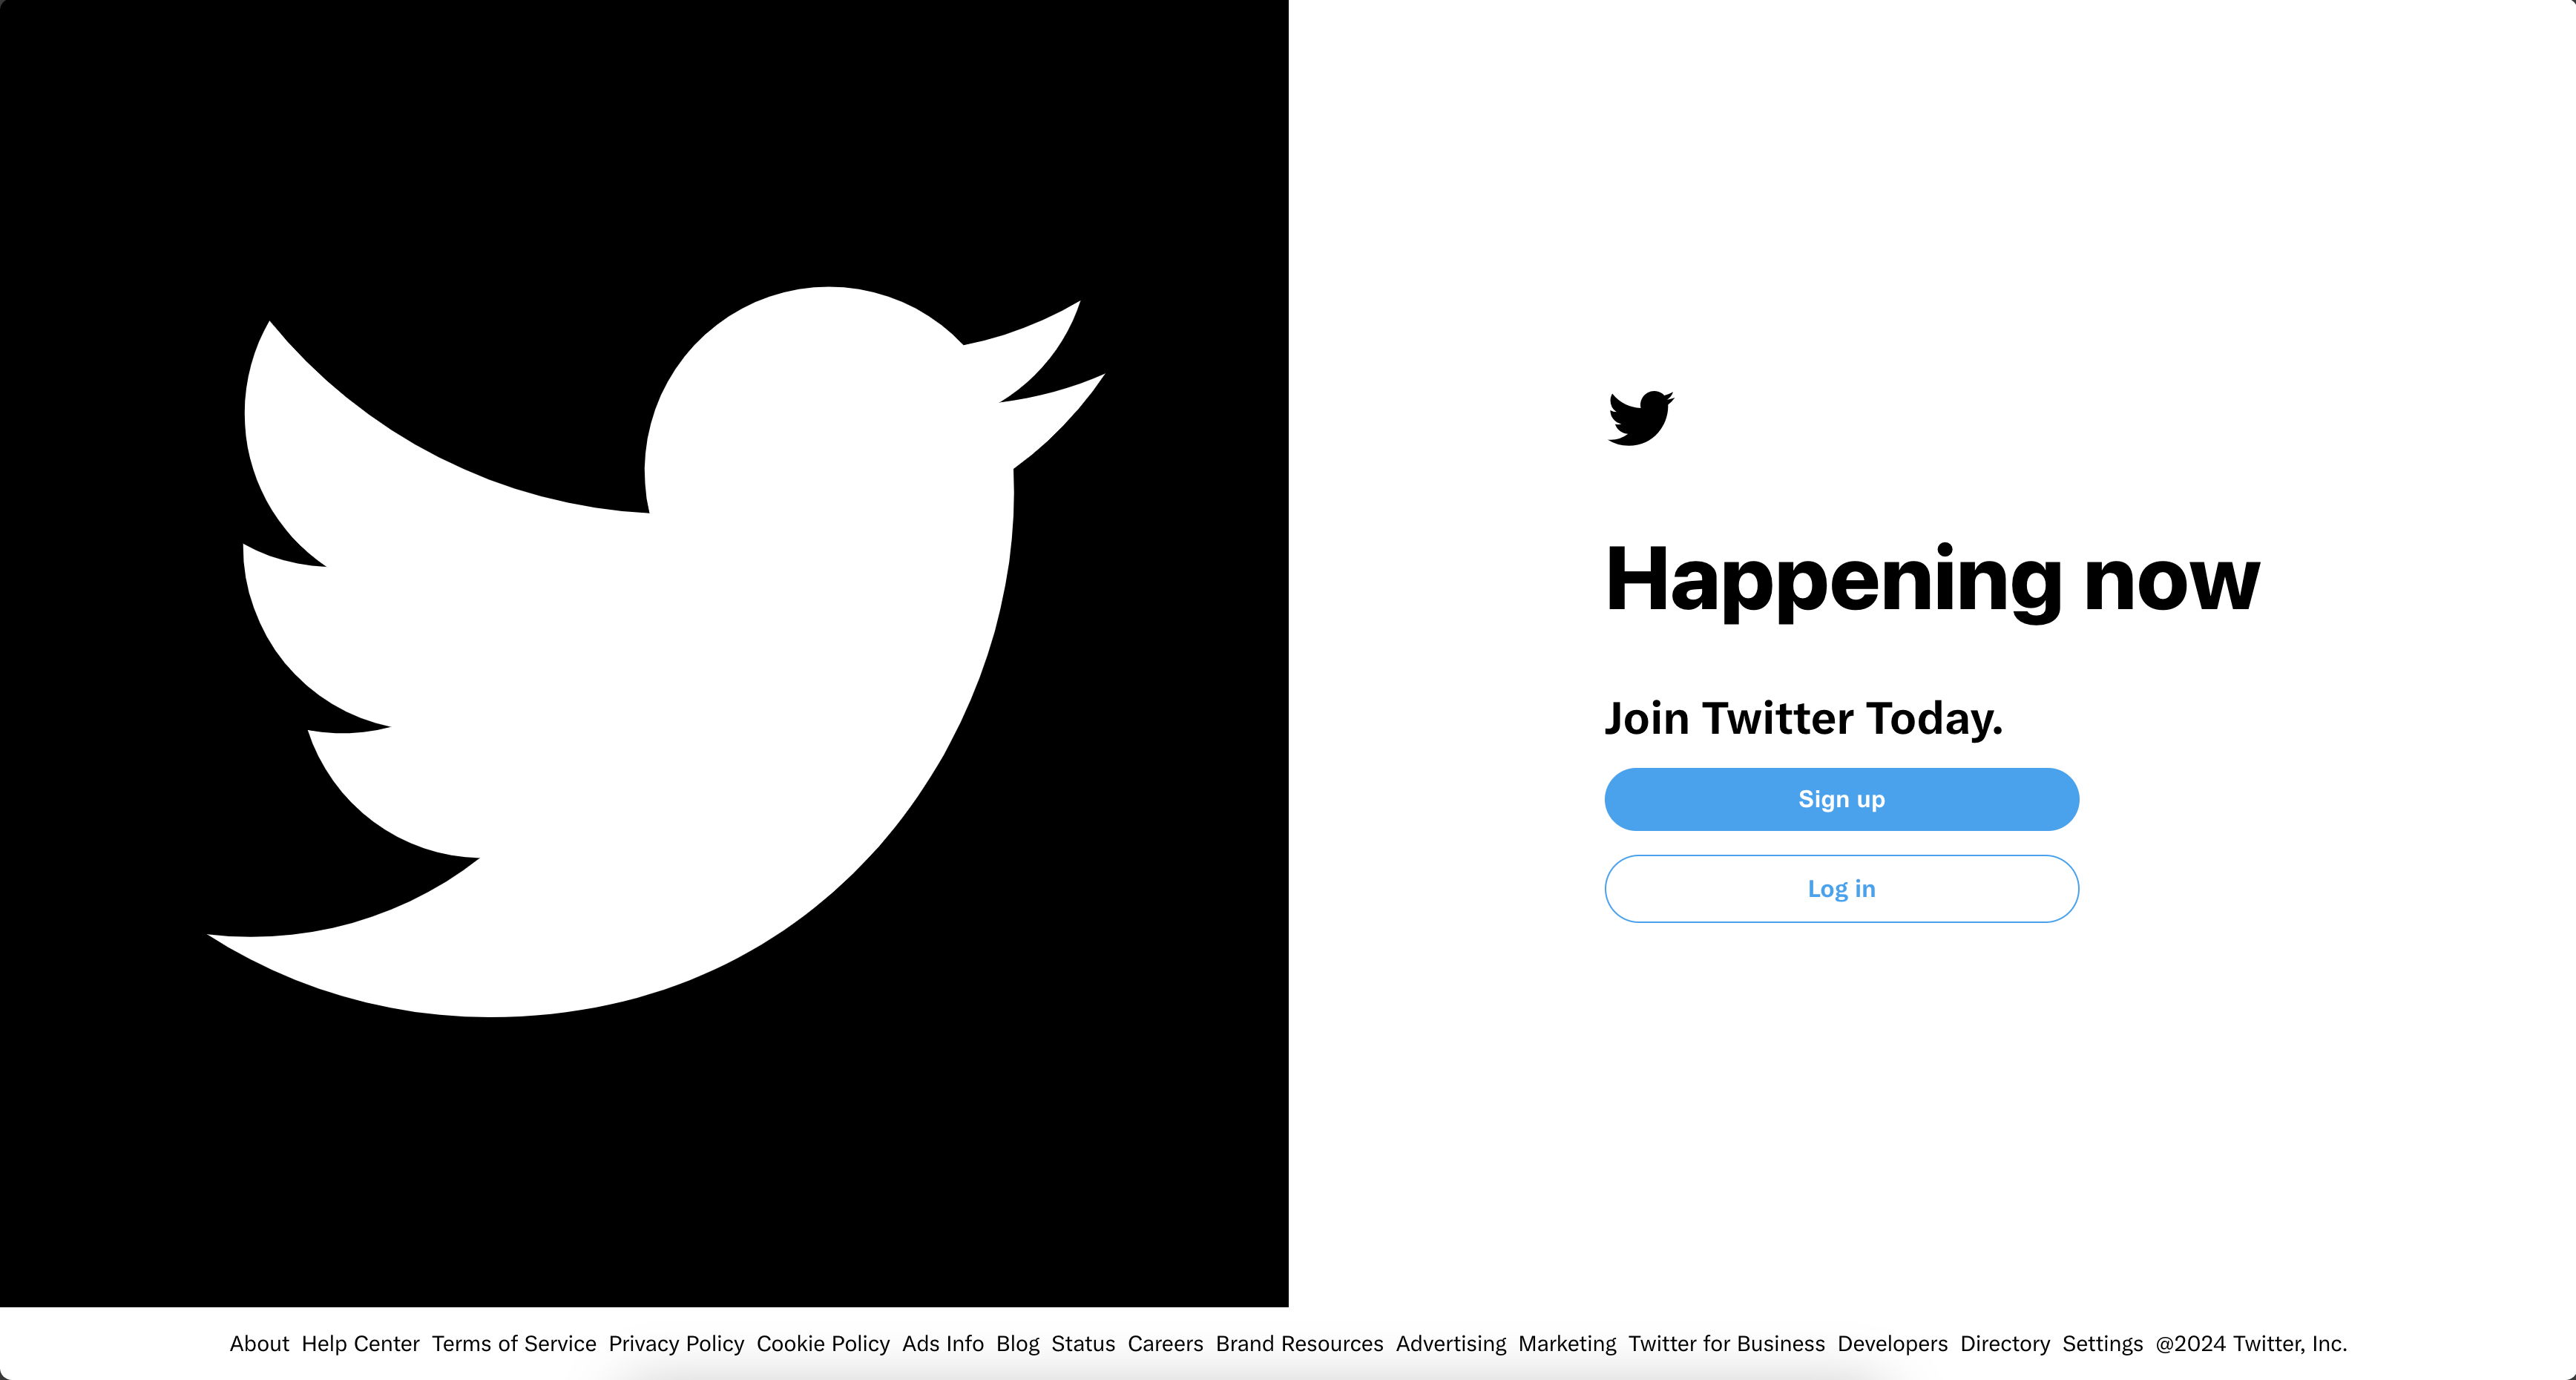 Happening now
Join Twitter Today.
Sign up
Log in
About Help Center Terms of Service Privacy Policy Cookie Policy Ads Info Blog Status Careers Brand Resources Advertising Marketing Twitter for Business Developers Directory Settings @2024 Twitter, Inc.